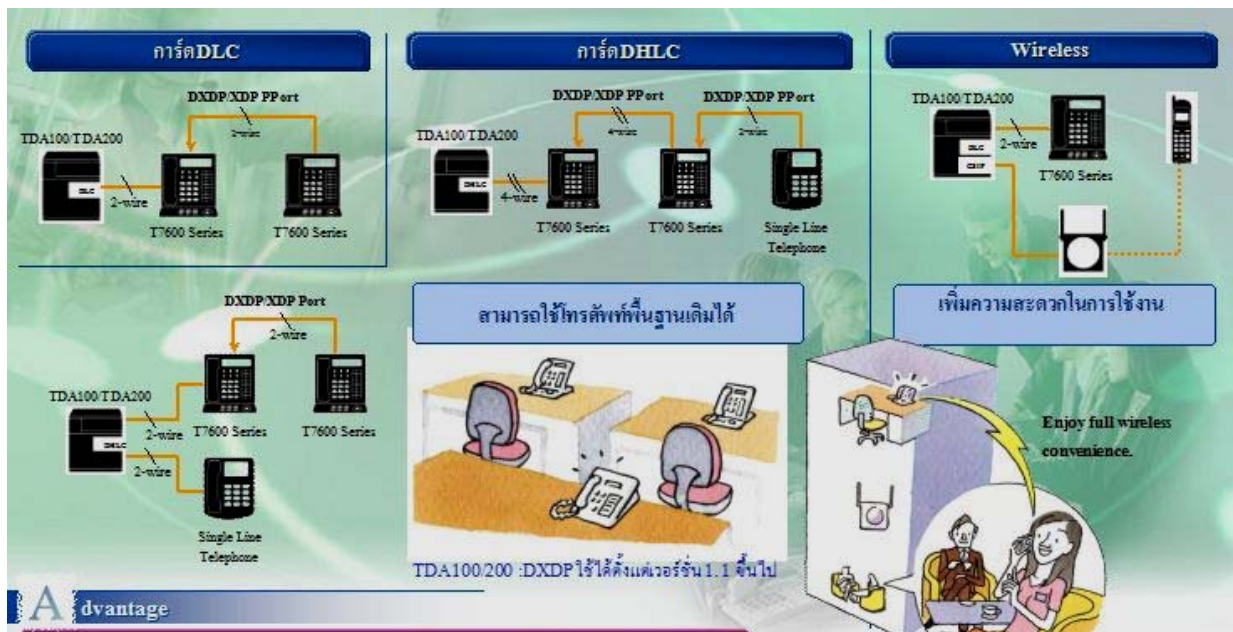 การ์ดDLC
DXDP/XDP PPort
2-wire
TDA100/TDA200
DLC
2-wire
T7600 Series
T7600 Series
DXDP/XDP Port
2-wire
TDA100/TDA200
DHLC
2-wire
T7600 Series
T7600 Series
2-wire
Single Line
Telephone
การ์ดDHLC
DXDP/XDP PPort
DXDP/XDP PPort
4-wire
2-wire
TDA100/TDA200
DHLC
4-wire
T7600 Series
T7600 Series
Single Line
Telephone
สามารถใช้โทรศัพท์พื้นฐานเดิมได้
TDA100/200 :DXDP ใช้ได้ตั้งแต่เวอร์ชั่น 1.1 ขึ้นไป
Wireless
TDA100/TDA200
DLC
2-wire
T7600 Series
เพิ่มความสะดวกในการใช้งาน
Enjoy full wireless
convenience.
Advantage